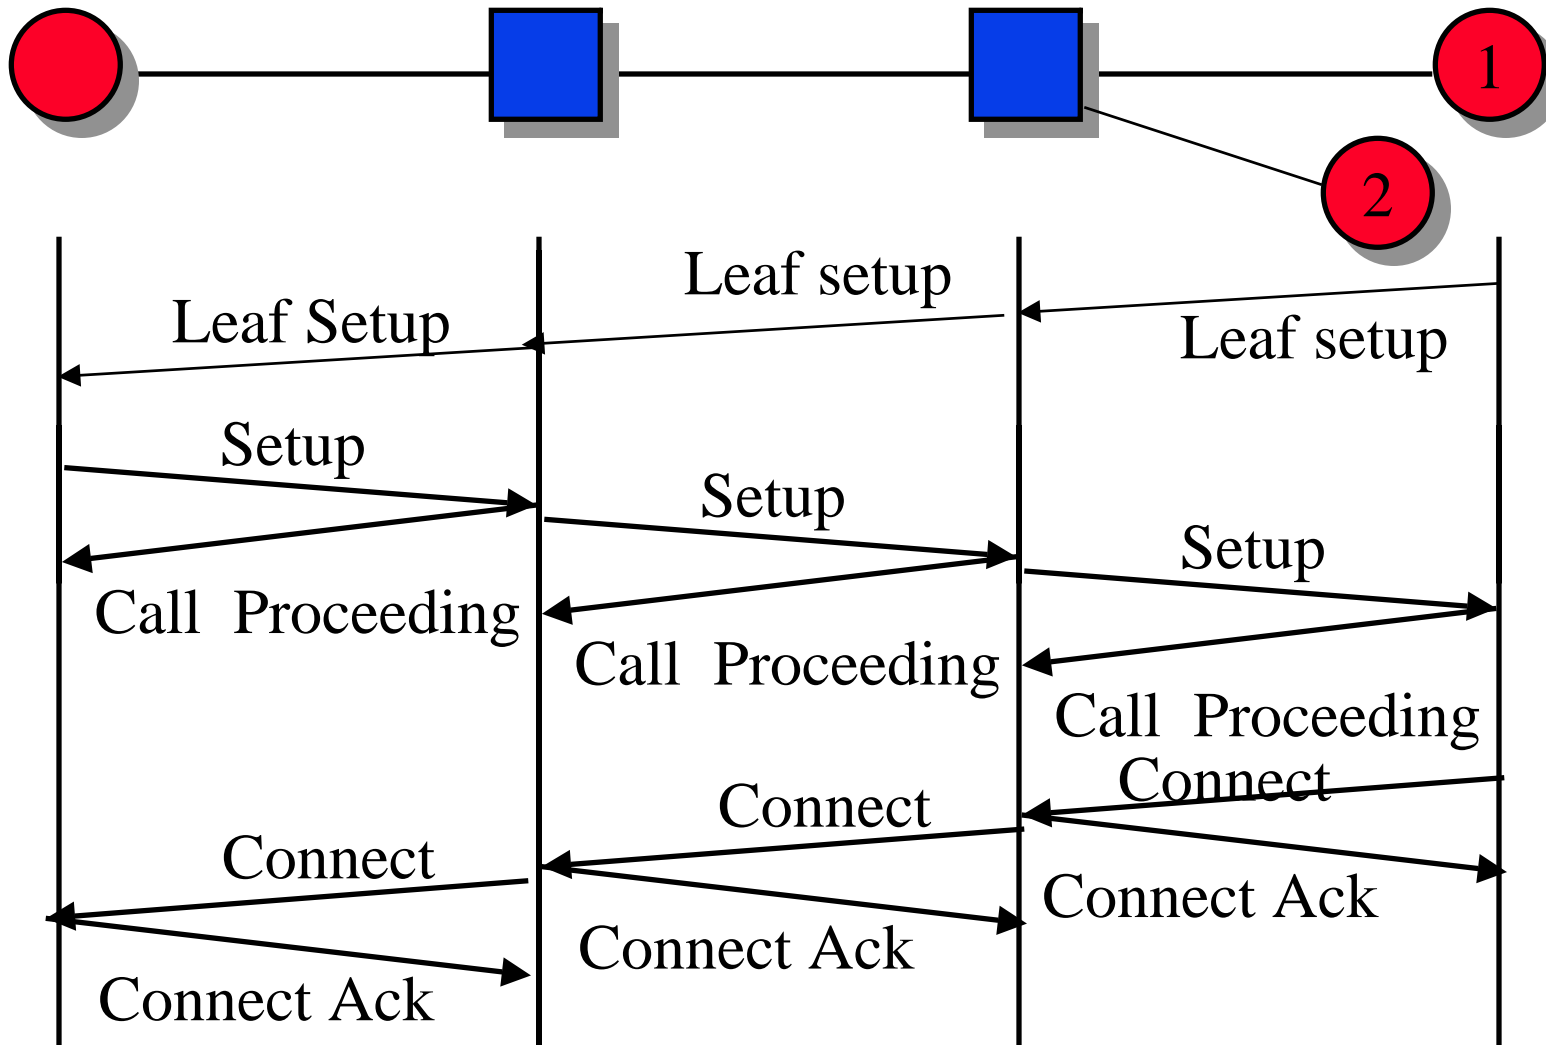 1
2
Leaf setup
Leaf Setup
Leaf setup
Setup
Setup
Setup
Call  Proceeding
Call  Proceeding
Call  Proceeding
Connect
Connect
Connect
Connect Ack
Connect Ack
Connect Ack